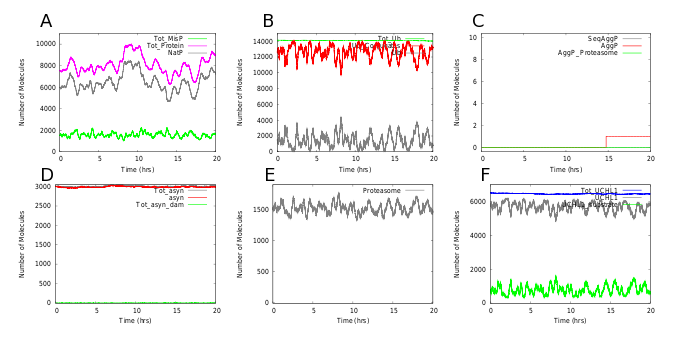 A
Tot_MisP
Tot_Protein
NatP
Number of Molecules
10000
8000
6000
4000
2000
0
0
5
10
15
20
Time (hrs)
B
Tot_Ub
Ub
Number of Molecules
14000
12000
10000
8000
6000
4000
2000
0
0
5
10
15
20
Time (hrs)
C
SeqAggP
AggP
AggP_Proteasome
Number of Molecules
10
8
6
4
2
0
0
5
10
15
20
Time (hrs)
D
Tot_asyn
asyn
Tot_asyn_dam
Number of Molecules
3000
2500
2000
1500
1000
500
0
0
5
10
15
20
Time (hrs)
E
Proteasome
Number of Molecules
1500
1000
500
0
0
5
10
15
20
Time (hrs)
F
Tot_UCHL1
UCHL1
Number of Molecules
6000
4000
2000
0
0
5
10
15
20
Time (hrs)